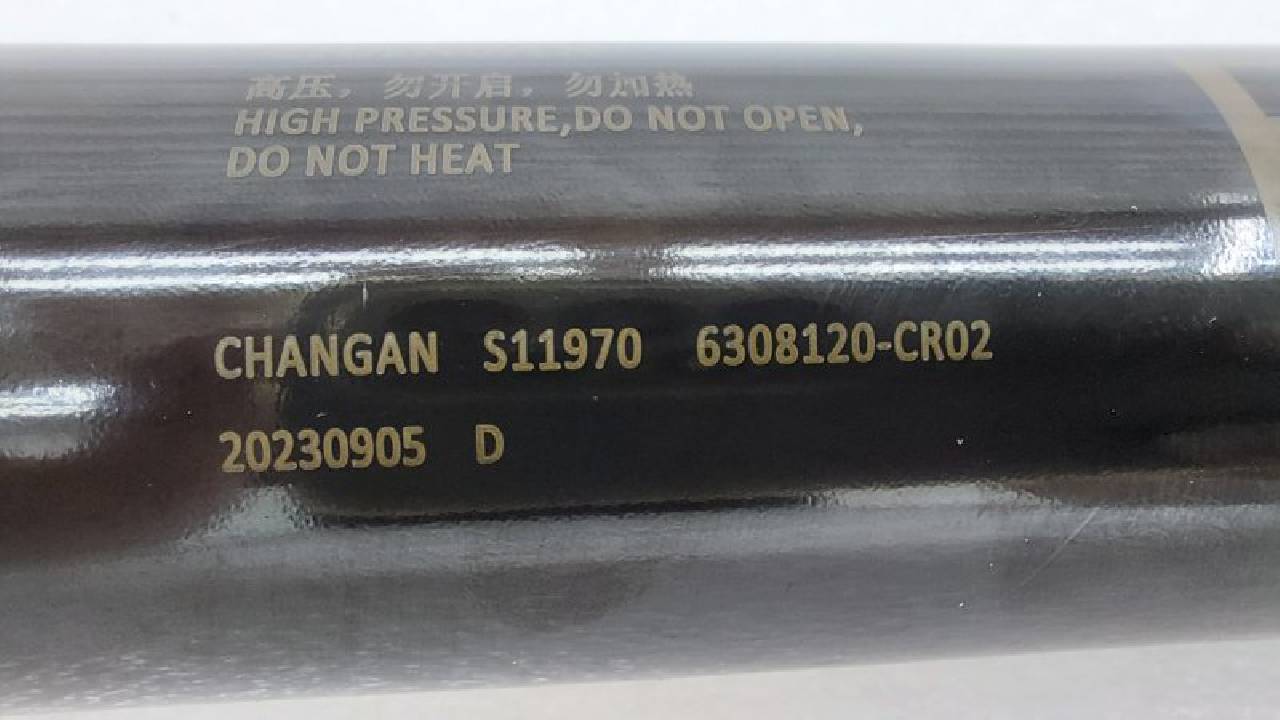 高压，勿开启，勿加热
HIGH PRESSURE,DO NOT OPEN,
DO NOT HEAT
CHANGAN S11970 6308120-CR02
20230905 D